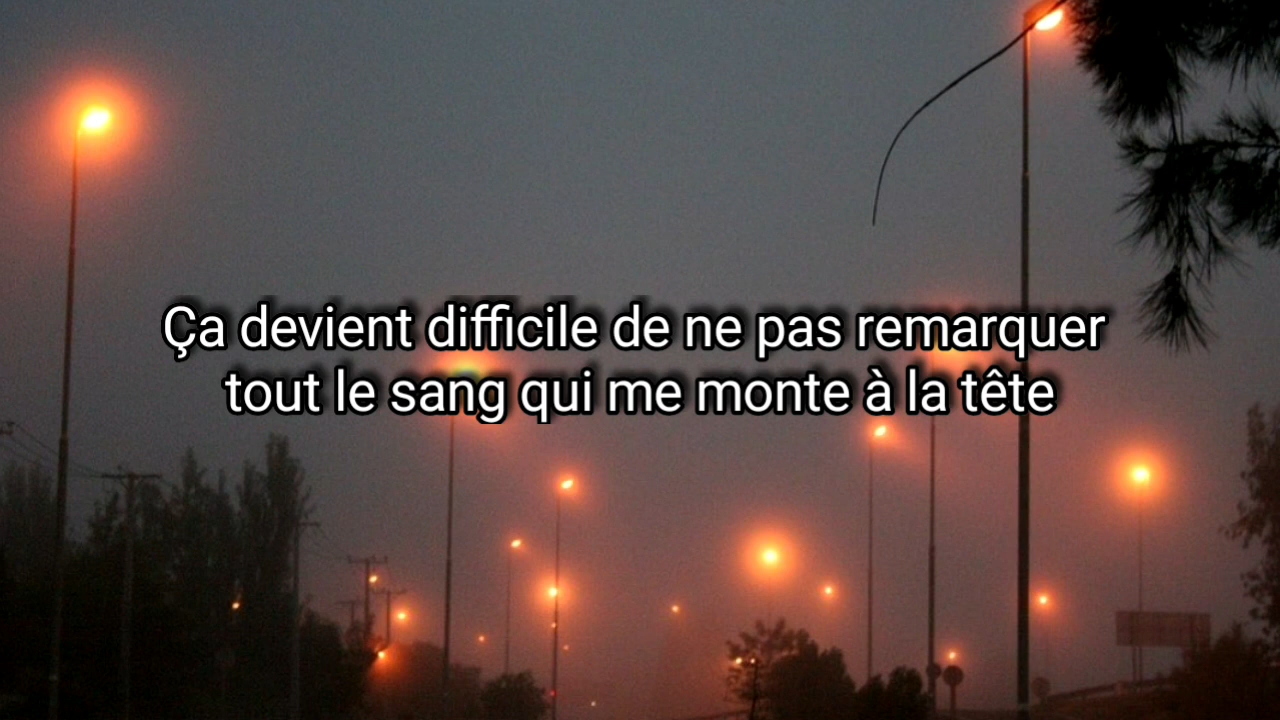 Ça devient difficile de ne pas remarquer
tout le sang qui me monte à la tête